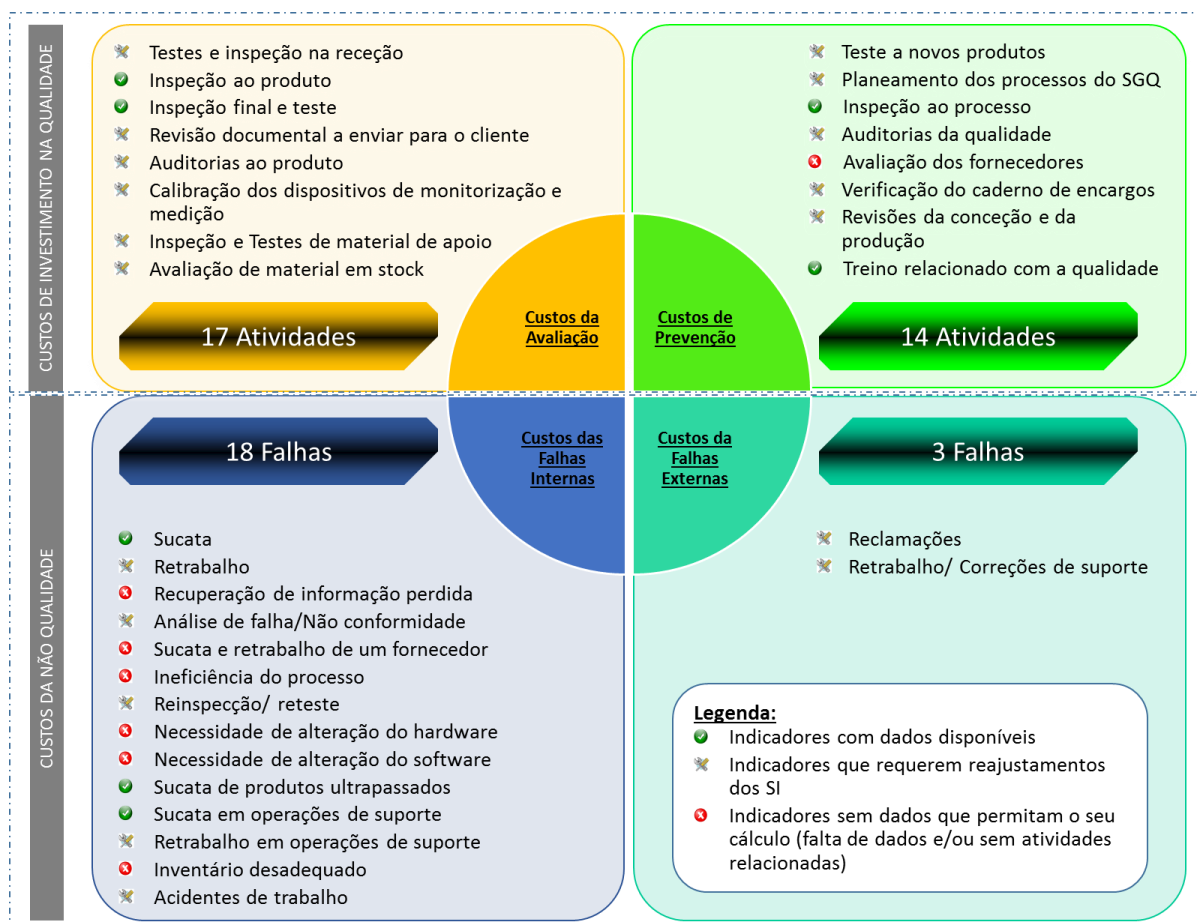 CUSTOS DE INVESTIMENTO NA QUALIDADE
Testes e inspeção na receção
Inspeção ao produto
Inspeção final e teste
Revisão documental a enviar para o cliente
Auditorias ao produto
Calibração dos dispositivos de monitorização e
medição
Inspeção e Testes de material de apoio
Avaliação de material em stock
17 Atividades
Custos da
Avaliação
Teste a novos produtos
Planeamento dos processos do SGQ
Inspeção ao processo
Auditorias da qualidade
Avaliação dos fornecedores
Verificação do caderno de encargos
Revisões da conceção e da
produção
Treino relacionado com a qualidade
Custos de
Prevenção
14 Atividades
CUSTOS DA NÃO QUALIDADE
18 Falhas
Custos das
Falhas
Internas
Sucata
Retrabalho
Recuperação de informação perdida
Análise de falha/Não conformidade
Sucata e retrabalho de um fornecedor
Ineficiência do processo
Reinspecção/ reteste
Necessidade de alteração do hardware
Necessidade de alteração do software
Sucata de produtos ultrapassados
Sucata em operações de suporte
Retrabalho em operações de suporte
Inventário desadequado
Acidentes de trabalho
Custos da
Falhas
Externas
3 Falhas
Reclamações
Retrabalho/ Correções de suporte
Legenda:
Indicadores com dados disponíveis
Indicadores que requerem reajustamentos
dos SI
Indicadores sem dados que permitam o seu
cálculo (falta de dados e/ou sem atividades
relacionadas)